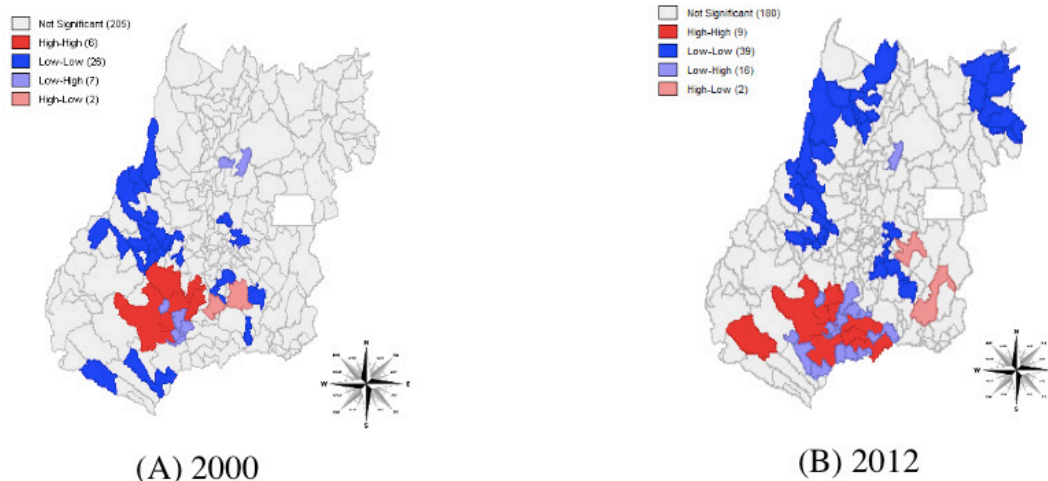 Not Significant (205)
High-High (6)
Low-Low (26)
Low-High (7)
High-Low (2)
N
W
E
S
(A) 2000
Not Significant (180)
High-High (9)
Low-Low (39)
Low-High (16)
High-Low (2)
N
W
E
S
(B) 2012